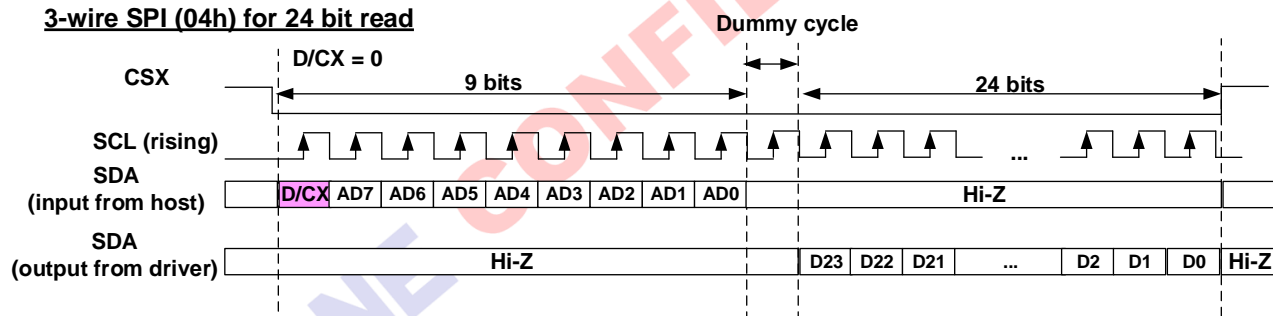 3-wire SPI (04h) for 24 bit read
Dummy cycle
D/CX = 0
CSX
9 bits
24 bits
SCL (rising)
...
SDA
(input from host)
D/CX AD7 AD6 AD5 AD4 AD3 AD2 AD1 AD0 Hi-Z
SDA
(output from driver)
Hi-Z D23 D22 D21 ... D2 D1 D0 Hi-Z
NE CONFI